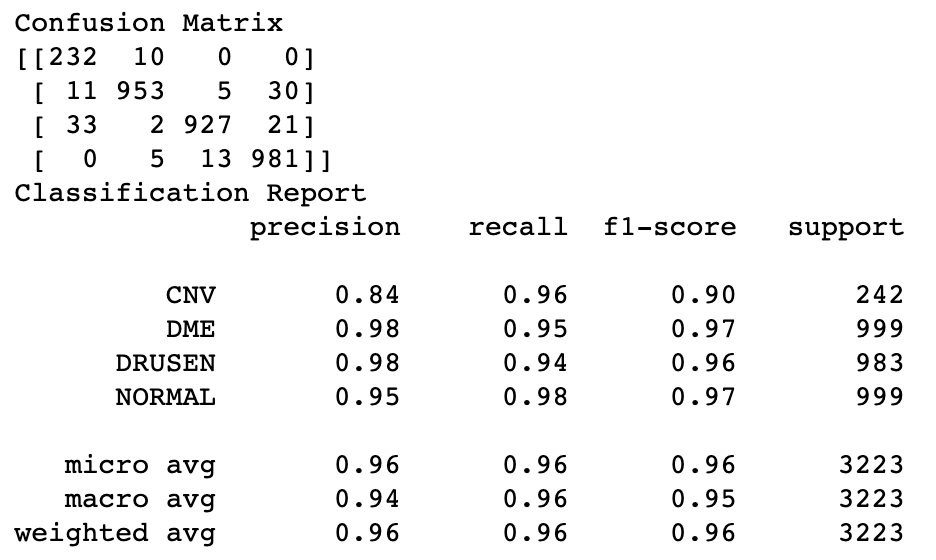 Confusion Matrix
[[232  10   0   0]
 [ 11 953   5  30]
 [ 33   2 927  21]
 [  0   5  13 981]]
Classification Report
              precision    recall  f1-score   support

         CNV       0.84      0.96      0.90       242
         DME       0.98      0.95      0.97       999
      DRUSEN       0.98      0.94      0.96       983
      NORMAL       0.95      0.98      0.97       999

   micro avg       0.96      0.96      0.96      3223
   macro avg       0.94      0.96      0.95      3223
weighted avg       0.96      0.96      0.96      3223